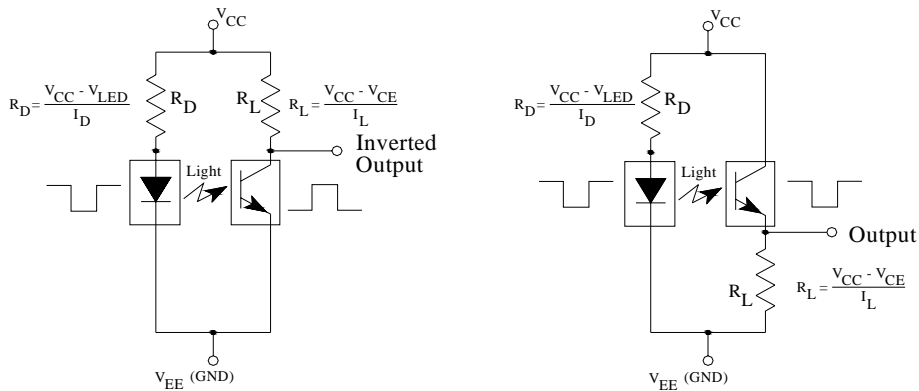 VCC
RD = VCC - VLED / ID
RD
RL
RL = VCC - VCE / IL
Inverted
Output
Light
VEE (GND)
VCC
RD = VCC - VLED / ID
RD
Light
Output
RL
RL = VCC - VCE / IL
VEE (GND)